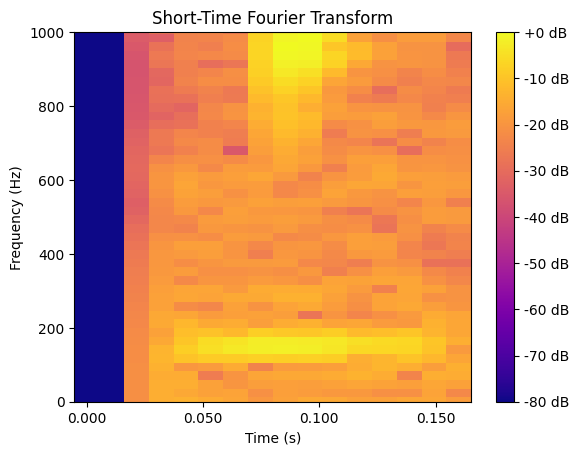 Short-Time Fourier Transform
1000
800
600
400
200
0
Frequency (Hz)
0.000
0.050
0.100
0.150
Time (s)
+0 dB
-10 dB
-20 dB
-30 dB
-40 dB
-50 dB
-60 dB
-70 dB
-80 dB